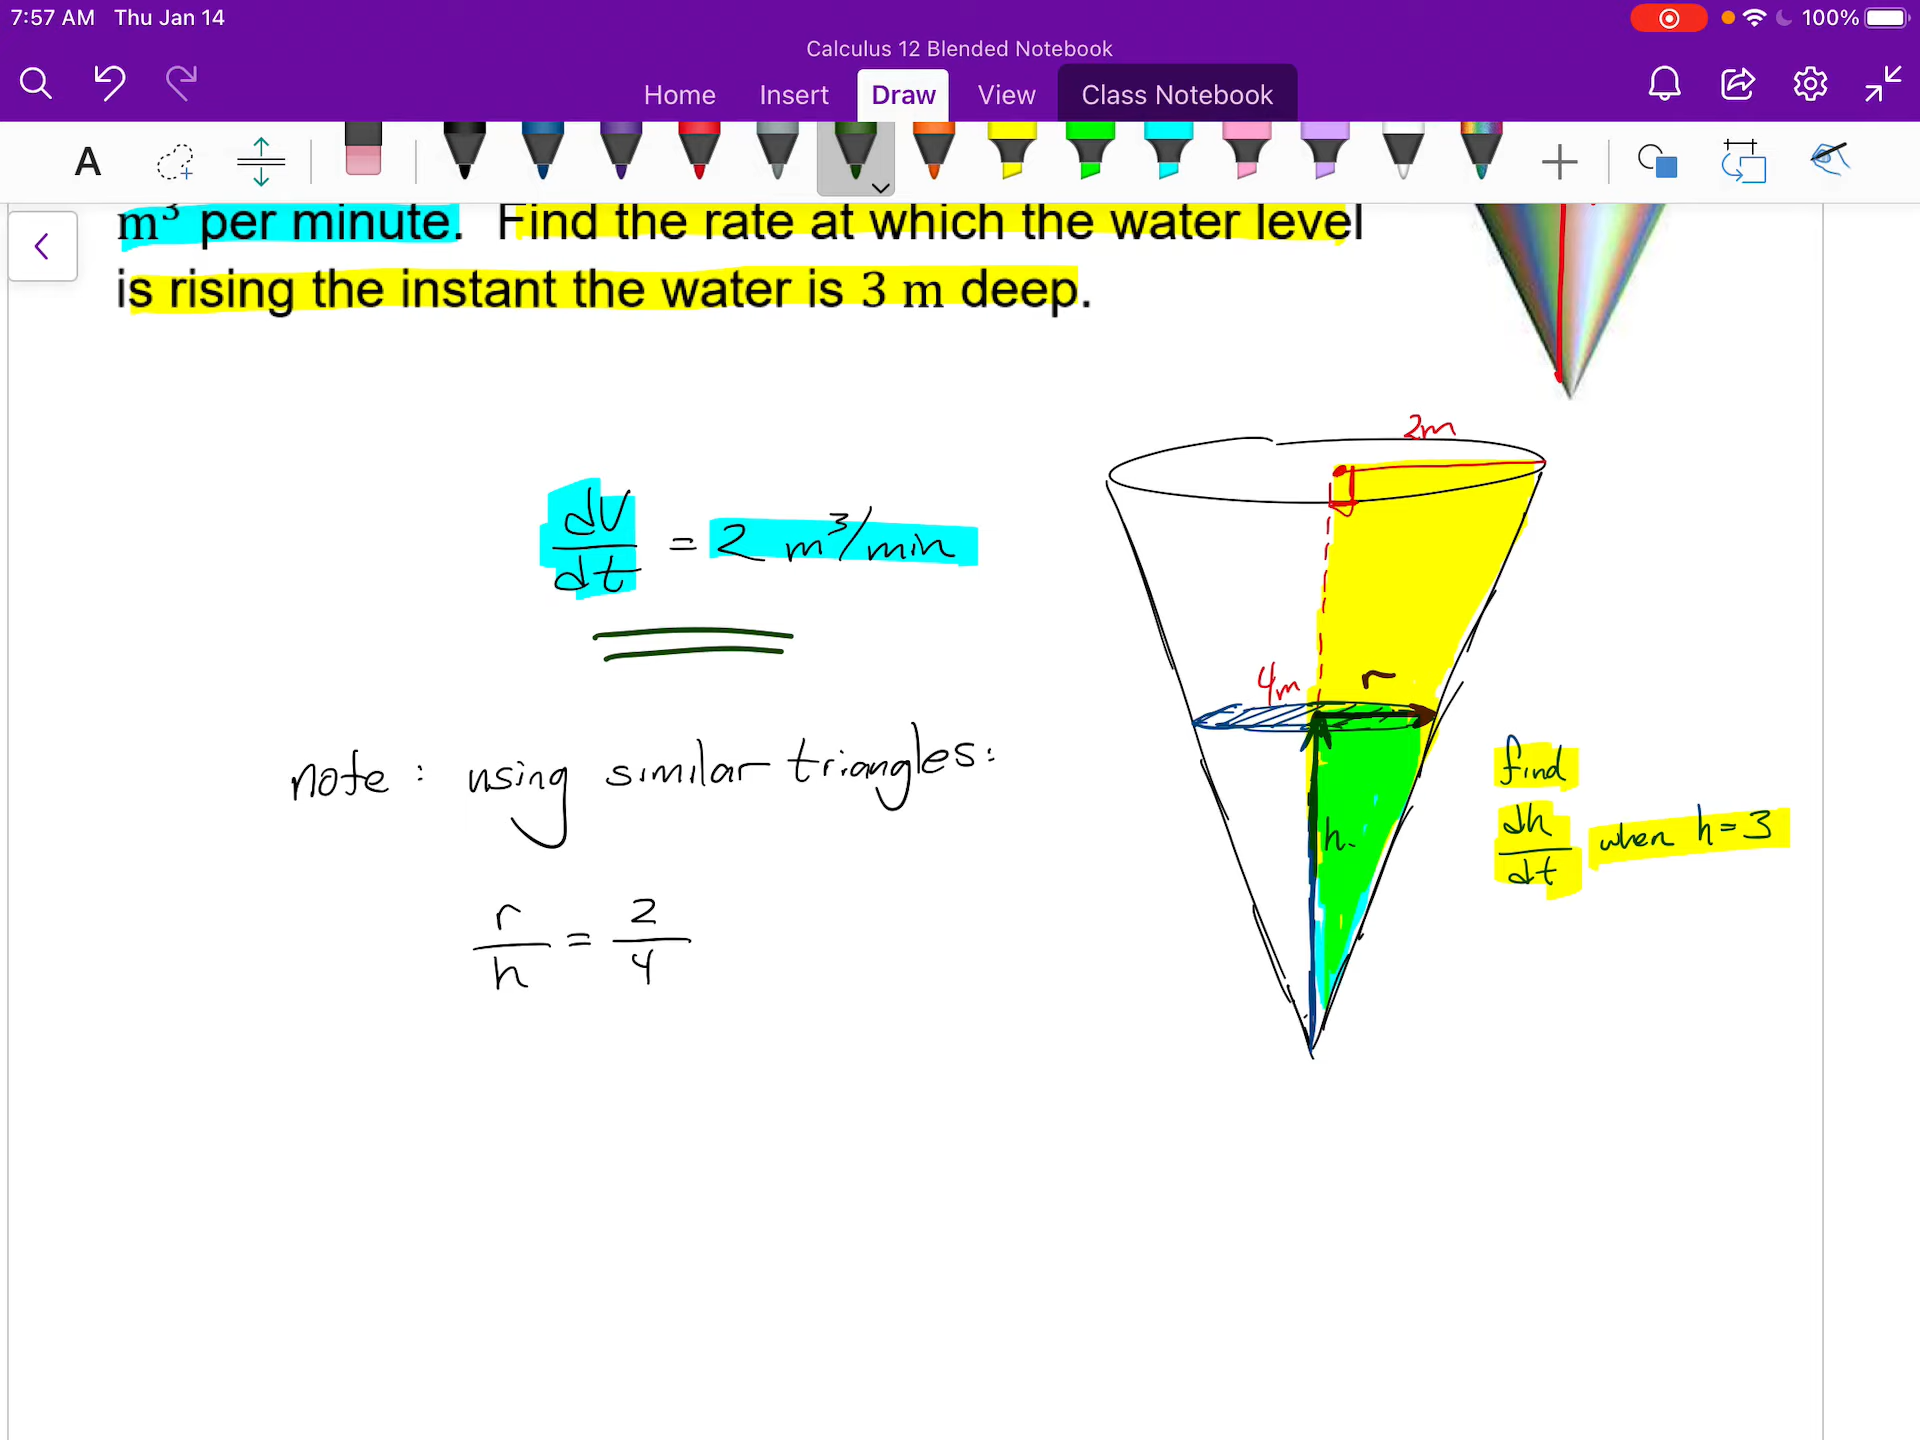 7:57 AM Thu Jan 14
100%
Calculus 12 Blended Notebook
Home Insert Draw View Class Notebook
A
m³ per minute. Find the rate at which the water level
is rising the instant the water is 3 m deep.
2m
dV/dt = 2 m³/min
4m
r
note: using similar triangles:
h
find
dh/dt when h=3
r/h = 2/4